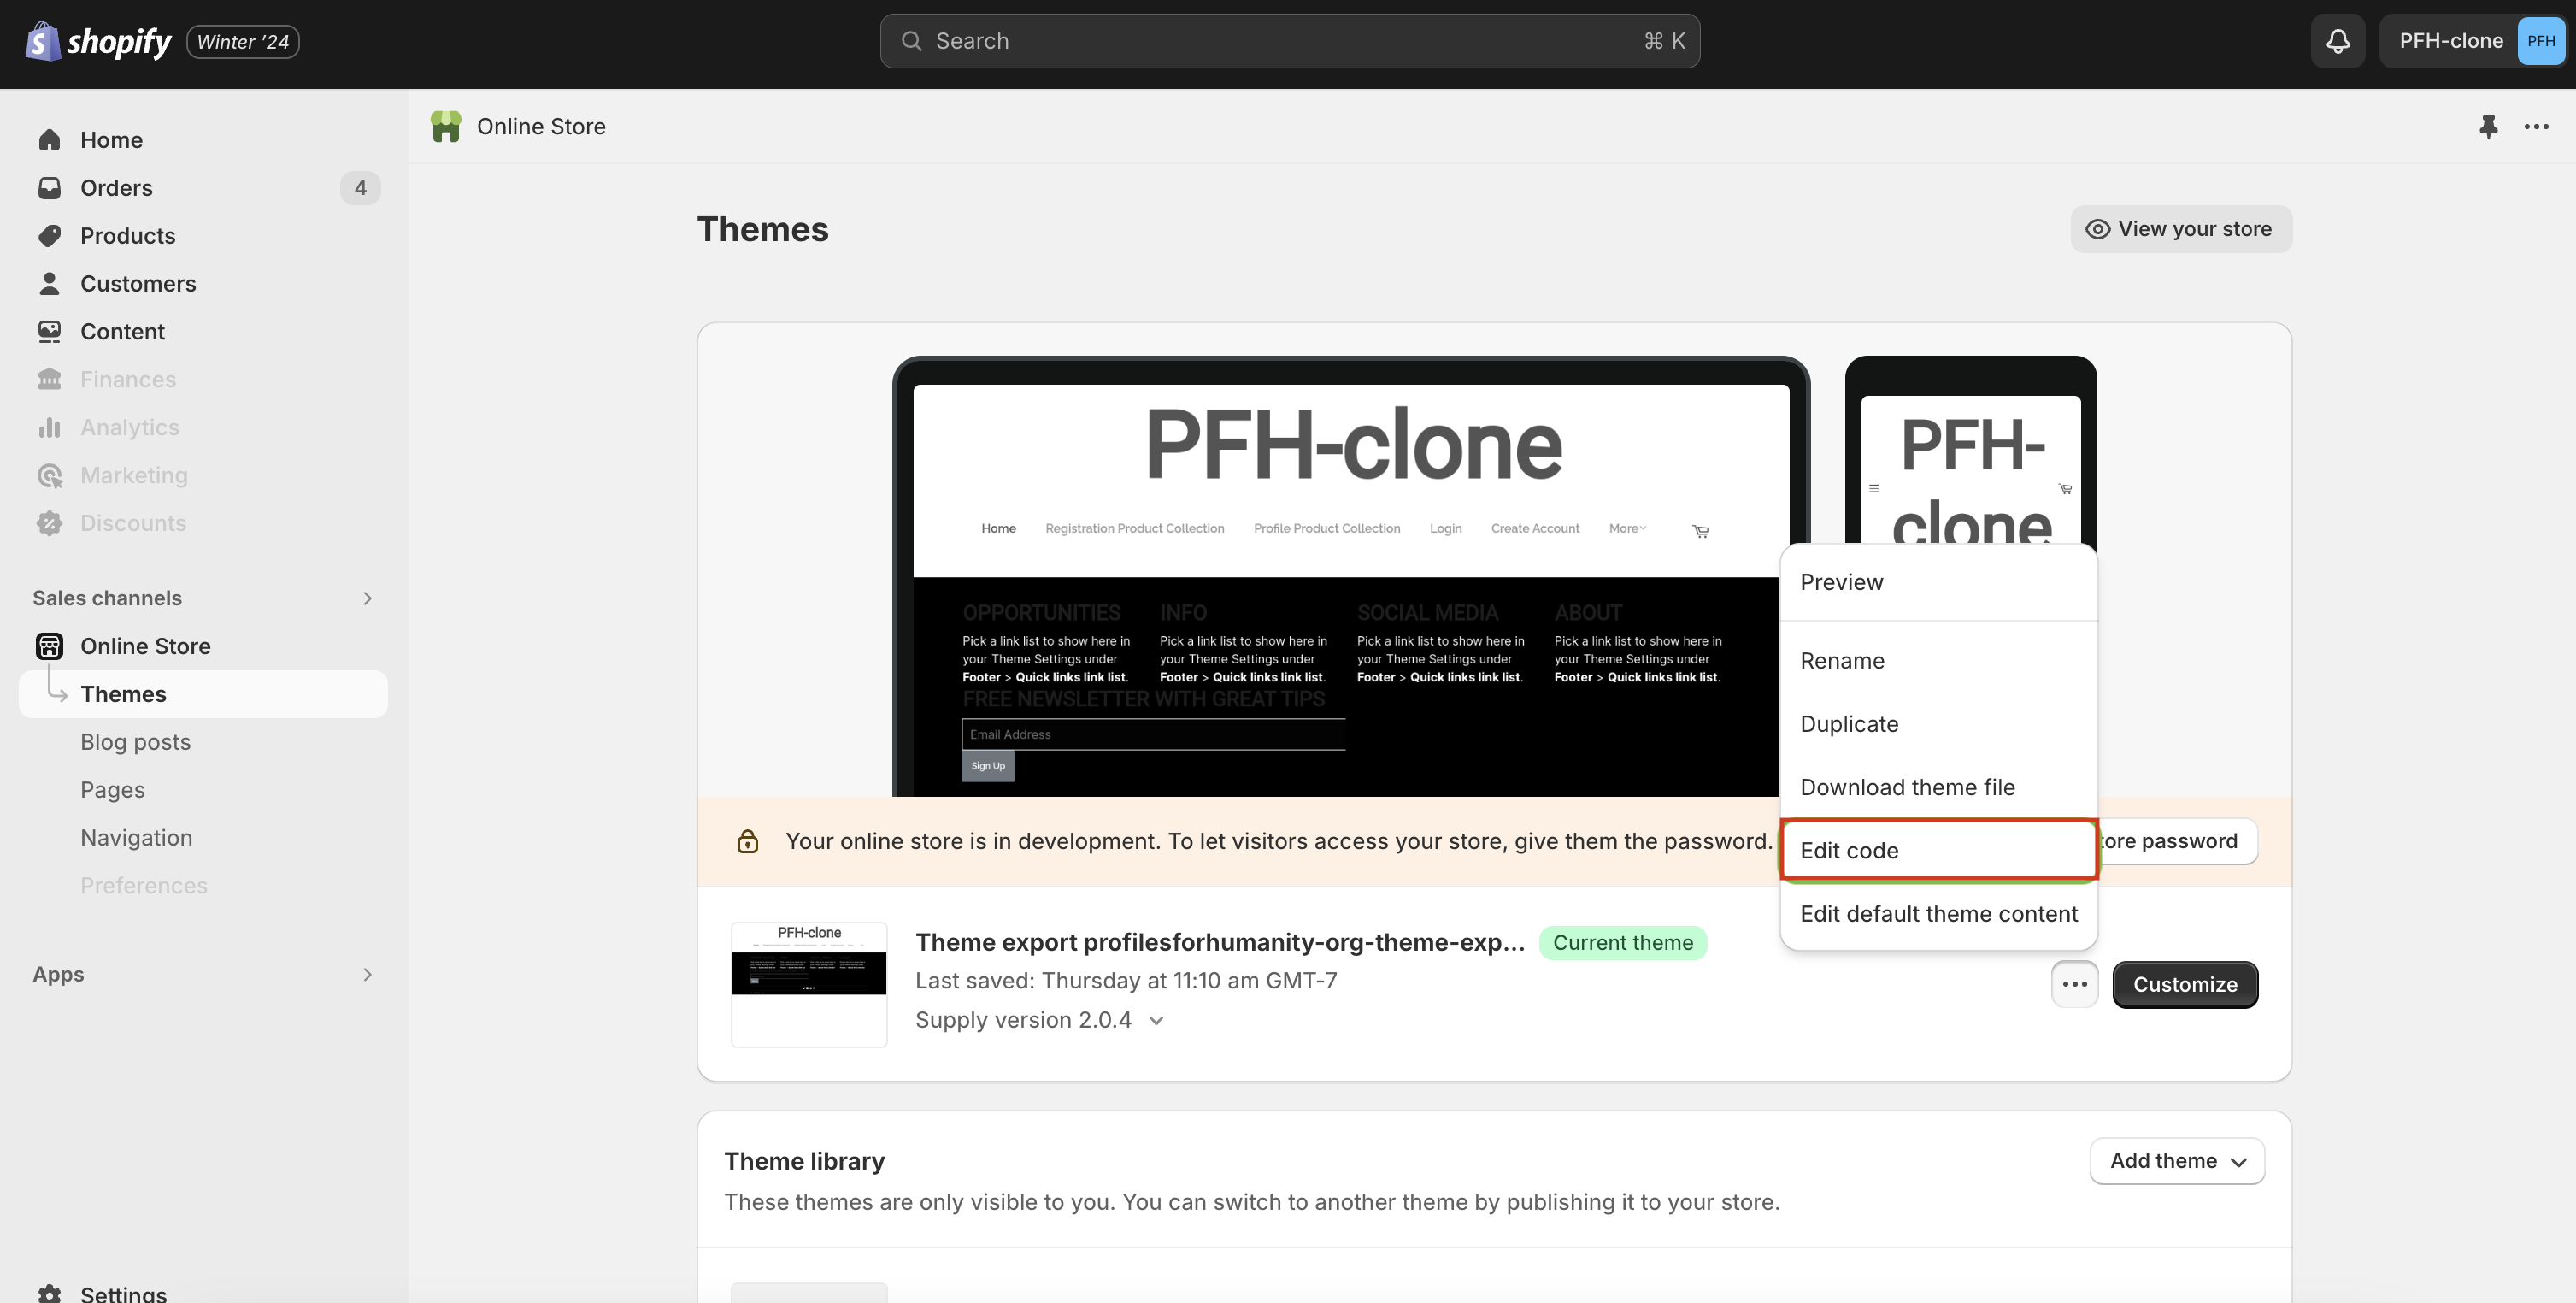 shopify Winter ’24 Search ⌘ K PFH-clone PFH
Home
Orders 4
Products
Customers
Content
Finances
Analytics
Marketing
Discounts
Sales channels
Online Store
Themes
Blog posts
Pages
Navigation
Preferences
Apps
Settings
Online Store
Themes
View your store
PFH-clone
Home Registration Product Collection Profile Product Collection Login Create Account More
OPPORTUNITIES
Pick a link list to show here in
your Theme Settings under
Footer > Quick links link list.
INFO
Pick a link list to show here in
your Theme Settings under
Footer > Quick links link list.
SOCIAL MEDIA
Pick a link list to show here in
your Theme Settings under
Footer > Quick links link list.
ABOUT
Pick a link list to show here in
your Theme Settings under
Footer > Quick links link list.
FREE NEWSLETTER WITH GREAT TIPS
Email Address
Sign Up
PFH-
clone
Preview
Rename
Duplicate
Download theme file
Edit code
Edit default theme content
Your online store is in development. To let visitors access your store, give them the password.
tore password
PFH-clone
Theme export profilesforhumanity-org-theme-exp... Current theme
Last saved: Thursday at 11:10 am GMT-7
Supply version 2.0.4
Customize
Theme library
Add theme
These themes are only visible to you. You can switch to another theme by publishing it to your store.